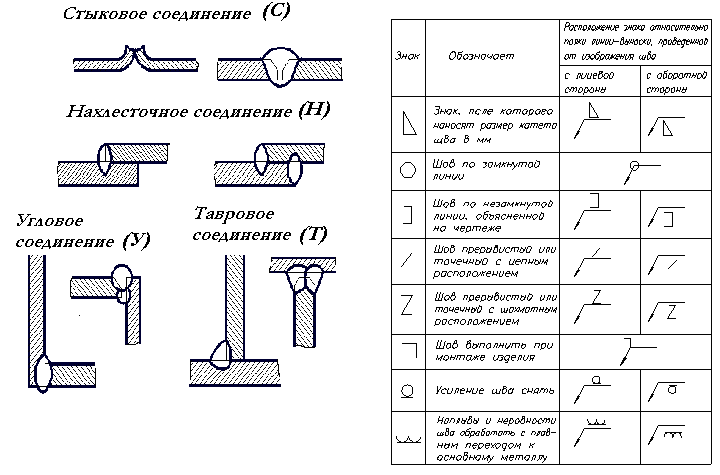 Стыковое соединение (С)
Нахлесточное соединение (Н)
Угловое
соединение (У)
Тавровое
соединение (Т)
Знак
Обозначает
Расположение знака относительно
полки линии-выноски, проведенной
от изображения шва
с лицевой
стороны
с оборотной
стороны
Знак, после которого
наносят размер катета
шва в мм
Шов по замкнутой
линии
Шов по незамкнутой
линии, объясненной
на чертеже
Шов прерывистый или
точечный с цепным
расположением
Шов прерывистый или
точечный с шахматным
расположением
Шов выполнить при
монтаже изделия
Усиление шва снять
Наплывы и неровности
шва обработать с плав-
ным переходом к
основному металлу